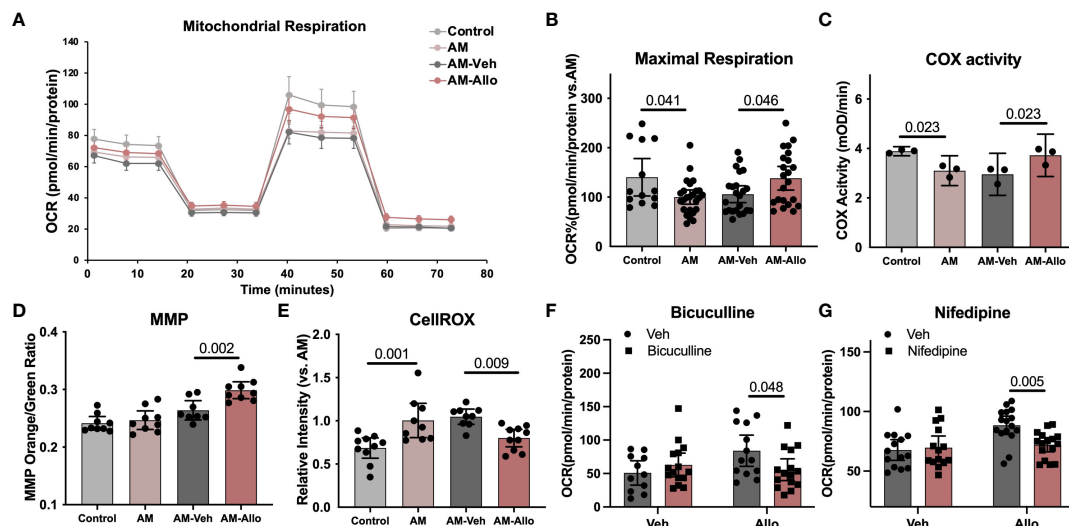 A
Mitochondrial Respiration
Control
AM
AM-Veh
AM-Allo
OCR (pmol/min/protein)
140
120
100
80
60
40
20
0
0 10 20 30 40 50 60 70 80
Time (minutes)
B
Maximal Respiration
0.041 0.046
OCR%(pmol/min/protein vs.AM)
300
200
100
0
Control AM AM-Veh AM-Allo
C
COX activity
0.023 0.023
COX Acitvity (mOD/min)
6
4
2
0
Control AM AM-Veh AM-Allo
D
MMP
0.002
MMP Orange/Green Ratio
0.4
0.3
0.2
0.1
Control AM AM-Veh AM-Allo
E
CellROX
0.001 0.009
Relative Intensity (vs. AM)
2.0
1.5
1.0
0.5
0.0
Control AM AM-Veh AM-Allo
F
Bicuculline
Veh
Bicuculline
0.048
OCR(pmol/min/protein)
250
200
150
100
50
0
Veh Allo
G
Nifedipine
Veh
Nifedipine
0.005
OCR(pmol/min/protein)
150
100
50
Veh Allo